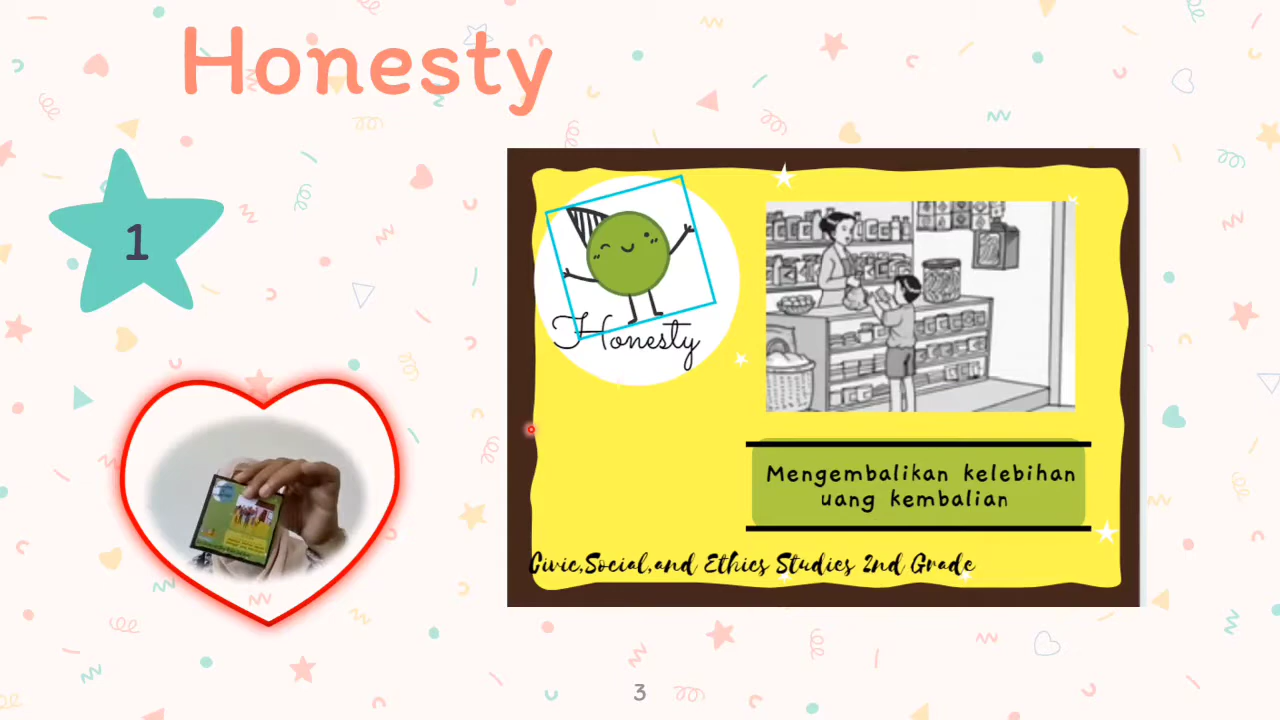 Honesty
1
Honesty
Mengembalikan kelebihan
uang kembalian
Civic,Social,and Ethics Studies 2nd Grade
3